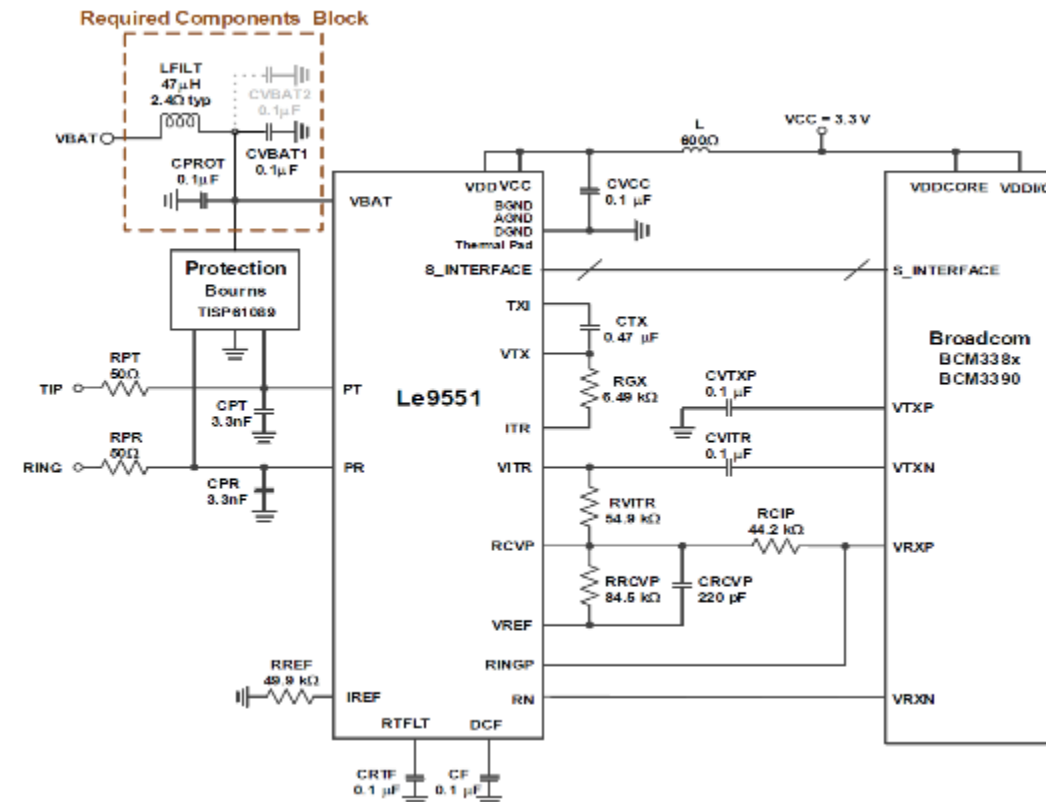 Required Components Block
LFILT
47µH
2.4Ω typ
CVBAT2
0.1µF
VBAT
CVBAT1
0.1µF
CPROT
0.1µF
L
600Ω
VCC = 3.3 V
VDD VCC
CVCC
0.1 µF
VDDCORE VDDI/O
VBAT
BGND
AGND
DGND
Thermal Pad
Protection
Bourns
TISP61089
S_INTERFACE
S_INTERFACE
TXI
CTX
0.47 µF
VTX
Broadcom
BCM338x
BCM3390
RPT
50Ω
TIP
PT
Le9551
RGX
6.49 kΩ
CVTXP
0.1 µF
VTXP
CPT
3.3nF
ITR
RPR
50Ω
RING
PR
VITR
CVITR
0.1 µF
VTXN
CPR
3.3nF
RVITR
54.9 kΩ
RCIP
44.2 kΩ
RCVP
VRXP
RRCVP
84.5 kΩ
CRCVP
220 pF
VREF
RINGP
RREF
49.9 kΩ
IREF
RN
VRXN
RTFLT
DCF
CRTF
0.1 µF
CF
0.1 µF